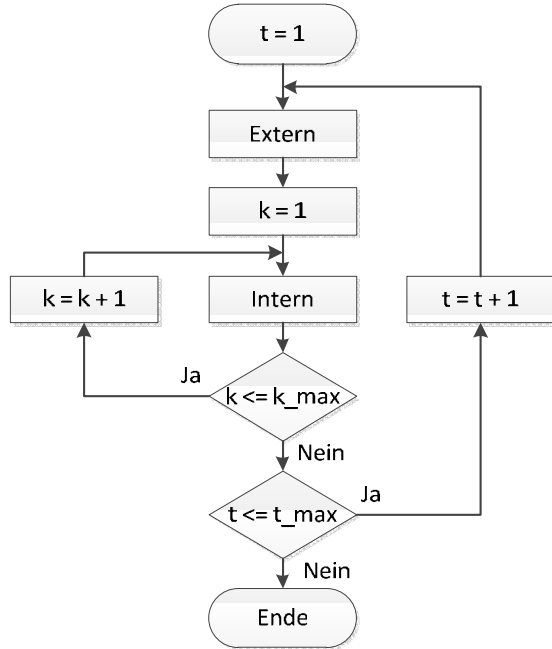 t = 1
Extern
k = 1
k = k + 1
Intern
t = t + 1
Ja
k <= k_max
Nein
Ja
t <= t_max
Nein
Ende